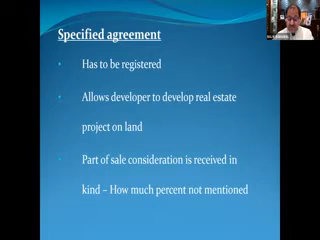 Specified agreement
• Has to be registered
• Allows developer to develop real estate
project on land
• Part of sale consideration is received in
kind – How much percent not mentioned